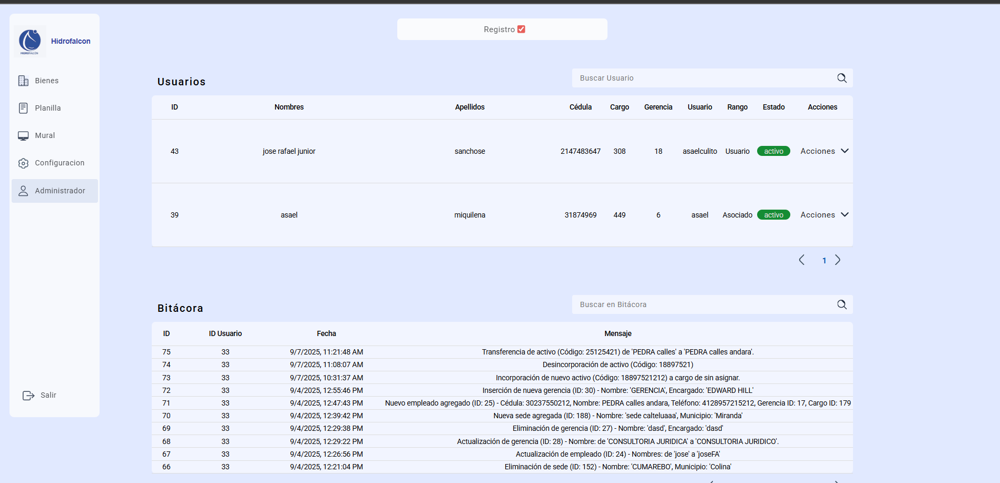 HIDROFALCON
Hidrofalcon
Bienes
Planilla
Mural
Configuracion
Administrador
Salir
Registro
Usuarios
Buscar Usuario
ID Nombres Apellidos Cédula Cargo Gerencia Usuario Rango Estado Acciones
43 jose rafael junior sanchose 2147483647 308 18 asaelculito Usuario activo Acciones
39 asael miquilena 31874969 449 6 asael Asociado activo Acciones
1
Bitácora
Buscar en Bitácora
ID ID Usuario Fecha Mensaje
75 33 9/7/2025, 11:21:48 AM Transferencia de activo (Código: 25125421) de 'PEDRA calles' a 'PEDRA calles andara'.
74 33 9/7/2025, 11:08:07 AM Desincorporación de activo (Código: 18897521)
73 33 9/7/2025, 10:31:37 AM Incorporación de nuevo activo (Código: 18897521212) a cargo de sin asignar.
72 33 9/4/2025, 12:55:46 PM Inserción de nueva gerencia (ID: 30) - Nombre: 'GERENCIA', Encargado: 'EDWARD HILL'
71 33 9/4/2025, 12:47:43 PM Nuevo empleado agregado (ID: 25) - Cédula: 30237550212, Nombre: PEDRA calles andara, Teléfono: 4128957215212, Gerencia ID: 17, Cargo ID: 179
70 33 9/4/2025, 12:39:42 PM Nueva sede agregada (ID: 188) - Nombre: 'sede calteluaaa', Municipio: 'Miranda'
69 33 9/4/2025, 12:29:38 PM Eliminación de gerencia (ID: 27) - Nombre: 'dasd', Encargado: 'dasd'
68 33 9/4/2025, 12:29:22 PM Actualización de gerencia (ID: 28) - Nombre: de 'CONSULTORIA JURIDICA' a 'CONSULTORIA JURIDICO'.
67 33 9/4/2025, 12:26:56 PM Actualización de empleado (ID: 24) - Nombres: de 'jose' a 'joseFA'
66 33 9/4/2025, 12:21:04 PM Eliminación de sede (ID: 152) - Nombre: 'CUMAREBO', Municipio: 'Colina'